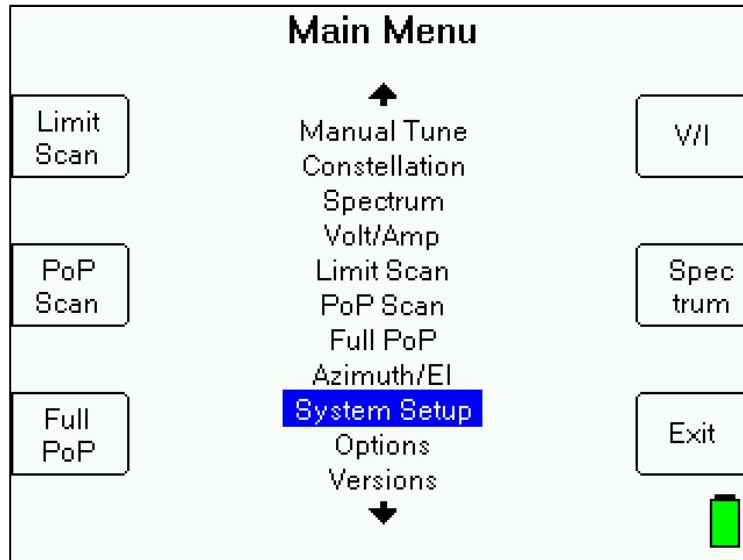 Main Menu
Limit
Scan
PoP
Scan
Full
PoP
Manual Tune
Constellation
Spectrum
Volt/Amp
Limit Scan
PoP Scan
Full PoP
Azimuth/El
System Setup
Options
Versions
V/I
Spec
trum
Exit